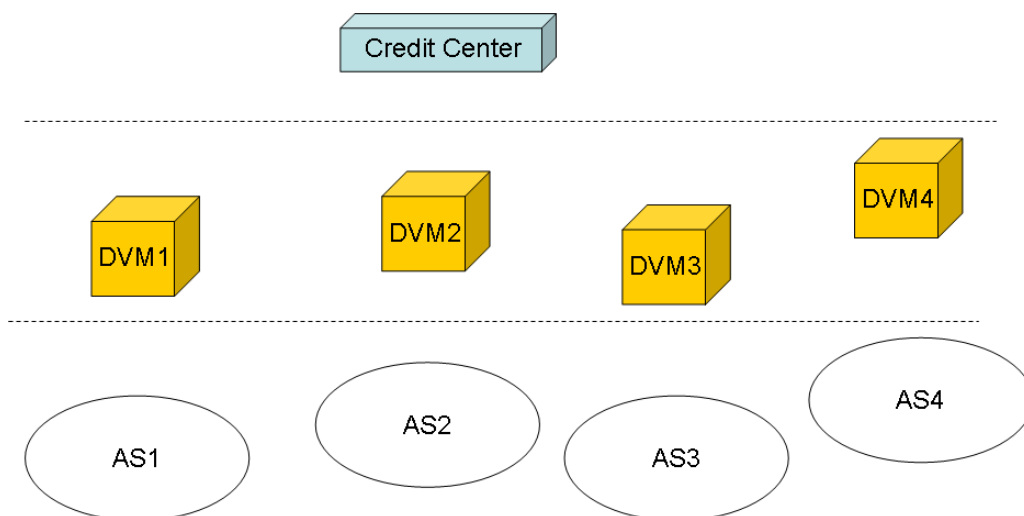 Credit Center
DVM1
DVM2
DVM3
DVM4
AS1
AS2
AS3
AS4